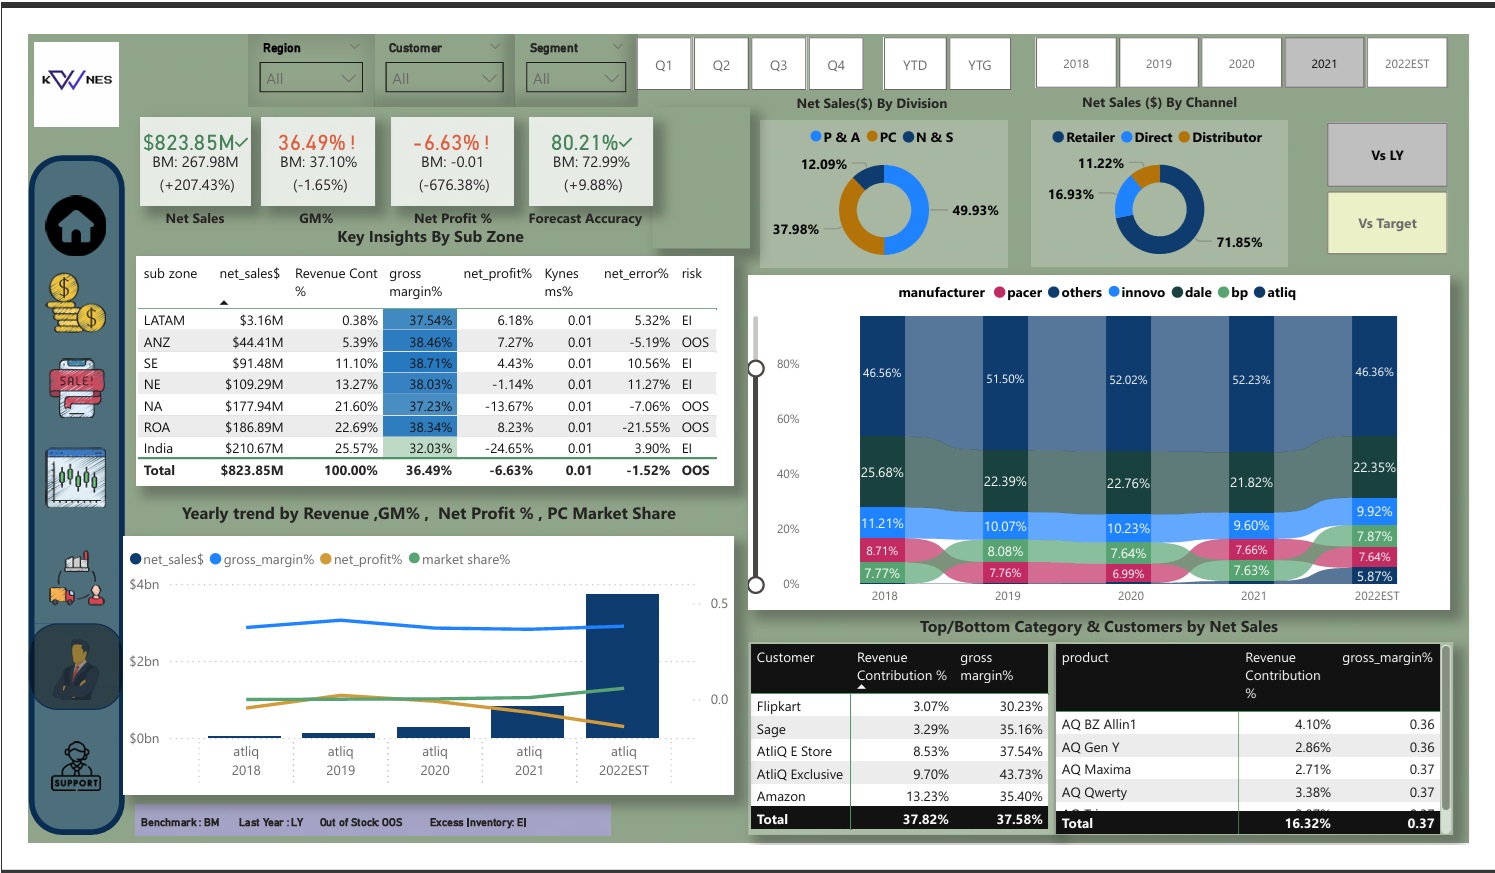 KWNES
Region
All
Customer
All
Segment
All
Q1
Q2
Q3
Q4
YTD
YTG
2018
2019
2020
2021
2022EST
$823.85M
BM: 267.98M
(+207.43%)
Net Sales
36.49% !
BM: 37.10%
(-1.65%)
GM%
-6.63% !
BM: -0.01
(-676.38%)
Net Profit %
80.21%
BM: 72.99%
(+9.88%)
Forecast Accuracy
Net Sales($) By Division
P & A PC N & S
12.09%
49.93%
37.98%
Net Sales ($) By Channel
Retailer Direct Distributor
11.22%
16.93%
71.85%
Vs LY
Vs Target
Key Insights By Sub Zone
sub zone net_sales$ Revenue Cont % gross margin% net_profit% Kynes ms% net_error% risk
LATAM $3.16M 0.38% 37.54% 6.18% 0.01 5.32% EI
ANZ $44.41M 5.39% 38.46% 7.27% 0.01 -5.19% OOS
SE $91.48M 11.10% 38.71% 4.43% 0.01 10.56% EI
NE $109.29M 13.27% 38.03% -1.14% 0.01 11.27% EI
NA $177.94M 21.60% 37.23% -13.67% 0.01 -7.06% OOS
ROA $186.89M 22.69% 38.34% 8.23% 0.01 -21.55% OOS
India $210.67M 25.57% 32.03% -24.65% 0.01 3.90% EI
Total $823.85M 100.00% 36.49% -6.63% 0.01 -1.52% OOS
manufacturer pacer others innovo dale bp atliq
80%
60%
40%
20%
0%
46.56% 51.50% 52.02% 52.23% 46.36%
25.68% 22.39% 22.76% 21.82% 22.35%
11.21% 10.07% 10.23% 9.60% 9.92%
8.71% 8.08% 7.64% 7.66% 7.87%
7.77% 7.76% 6.99% 7.63% 7.64%
5.87%
2018 2019 2020 2021 2022EST
Yearly trend by Revenue ,GM% , Net Profit % , PC Market Share
net_sales$ gross_margin% net_profit% market share%
$4bn
$2bn
$0bn
0.5
0.0
atliq atliq atliq atliq atliq
2018 2019 2020 2021 2022EST
Top/Bottom Category & Customers by Net Sales
Customer Revenue Contribution % gross margin%
Flipkart 3.07% 30.23%
Sage 3.29% 35.16%
AtliQ E Store 8.53% 37.54%
AtliQ Exclusive 9.70% 43.73%
Amazon 13.23% 35.40%
Total 37.82% 37.58%
product Revenue Contribution % gross_margin%
AQ BZ Allin1 4.10% 0.36
AQ Gen Y 2.86% 0.36
AQ Maxima 2.71% 0.37
AQ Qwerty 3.38% 0.37
Total 16.32% 0.37
SALE!
SUPPORT
Benchmark : BM Last Year : LY Out of Stock: OOS Excess Inventory: EI